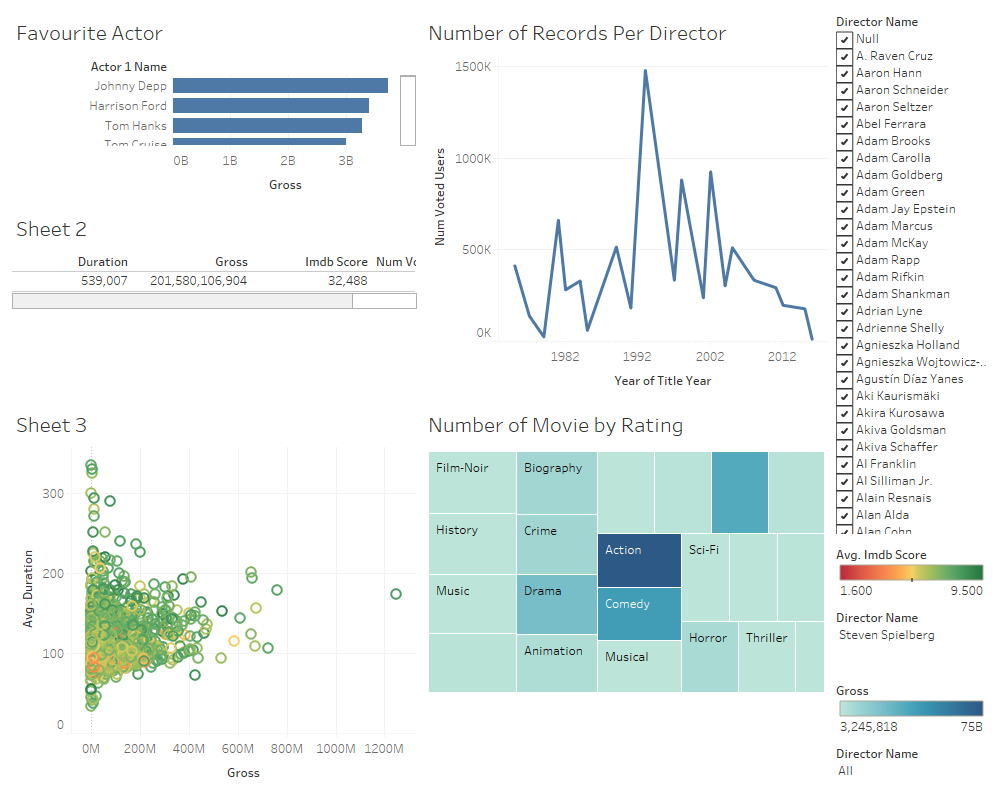 Favourite Actor
Actor 1 Name
Johnny Depp
Harrison Ford
Tom Hanks
Tom Cruise
0B 1B 2B 3B
Gross
Sheet 2
Duration Gross Imdb Score Num Vo
539,007 201,580,106,904 32,488
Number of Records Per Director
1500K
1000K
500K
0K
Num Voted Users
1982 1992 2002 2012
Year of Title Year
Sheet 3
300
200
100
0
Avg. Duration
0M 200M 400M 600M 800M 1000M 1200M
Gross
Number of Movie by Rating
Film-Noir
History
Music
Biography
Crime
Drama
Animation
Action
Comedy
Musical
Sci-Fi
Horror
Thriller
Director Name
Null
A. Raven Cruz
Aaron Hann
Aaron Schneider
Aaron Seltzer
Abel Ferrara
Adam Brooks
Adam Carolla
Adam Goldberg
Adam Green
Adam Jay Epstein
Adam Marcus
Adam McKay
Adam Rapp
Adam Rifkin
Adam Shankman
Adrian Lyne
Adrienne Shelly
Agnieszka Holland
Agnieszka Wojtowicz-..
Agustín Díaz Yanes
Aki Kaurismäki
Akira Kurosawa
Akiva Goldsman
Akiva Schaffer
Al Franklin
Al Silliman Jr.
Alain Resnais
Alan Alda
Alan Cohn
Avg. Imdb Score
1.600 9.500
Director Name
Steven Spielberg
Gross
3,245,818 75B
Director Name
All